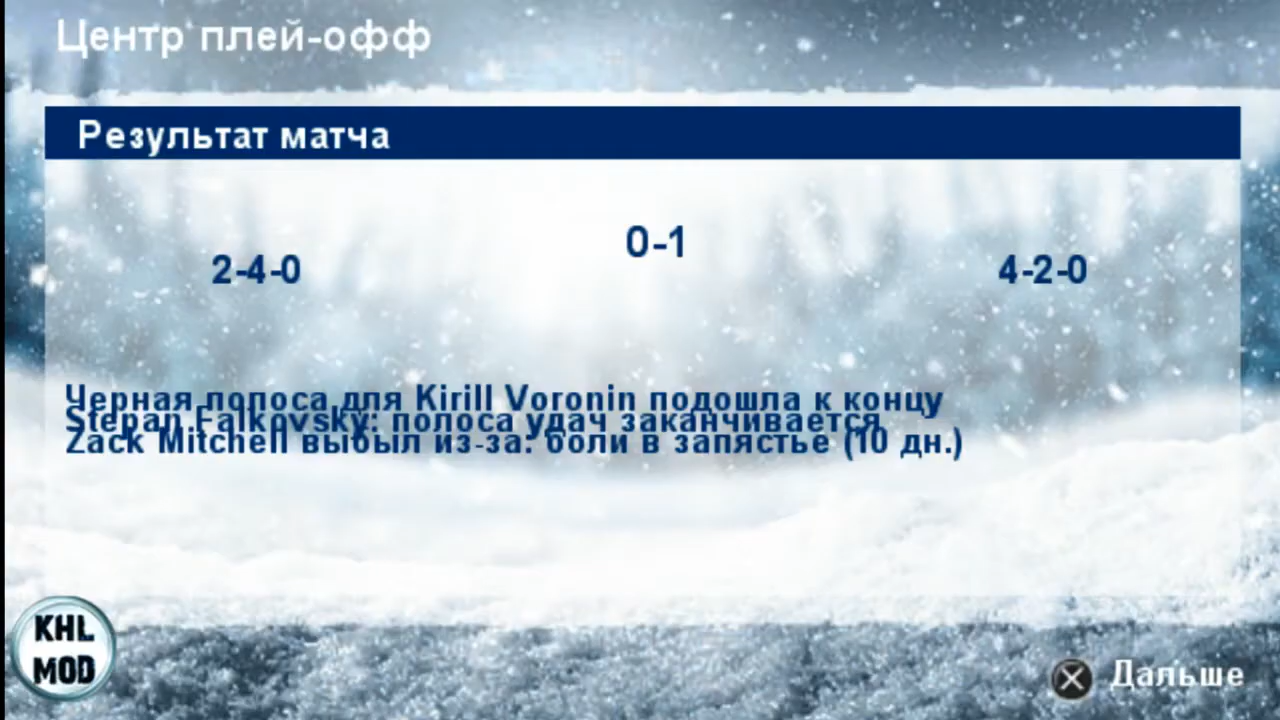 Центр плей-офф
Результат матча
0-1
2-4-0
4-2-0
Черная полоса для Kirill Voronin подошла к концу
Stepan Falkovsky: полоса удач заканчивается
Zack Mitchell выбыл из-за: боли в запястье (10 дн.)
KHL
MOD
Дальше